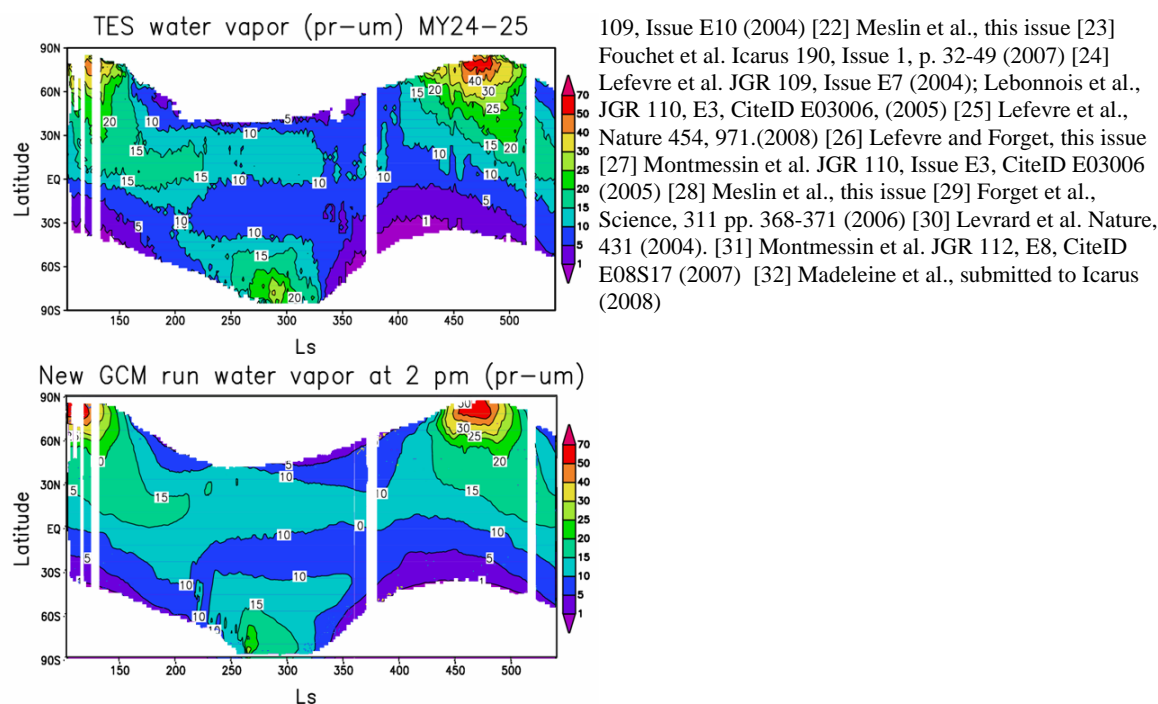 TES water vapor (pr-um) MY24-25
90N
60N
30N
EQ
30S
60S
90S
Latitude
150 200 250 300 350 400 450 500
Ls
70
50
40
30
25
20
15
10
5
1
40
30
15
20
25
20
15
10
20
15
15
10
10
5
10
10
10
10
10
15
20
5
10
15
20
10
10
5
1
New GCM run water vapor at 2 pm (pr-um)
90N
60N
30N
EQ
30S
60S
90S
Latitude
150 200 250 300 350 400 450 500
Ls
70
50
40
30
25
20
15
10
5
1
25
0
5
15
5
10
10
10
15
10
10
5
10
0
10
30
25
20
15
10
5
1
109, Issue E10 (2004) [22] Meslin et al., this issue [23]
Fouchet et al. Icarus 190, Issue 1, p. 32-49 (2007) [24]
Lefevre et al. JGR 109, Issue E7 (2004); Lebonnois et al.,
JGR 110, E3, CiteID E03006, (2005) [25] Lefevre et al.,
Nature 454, 971.(2008) [26] Lefevre and Forget, this issue
[27] Montmessin et al. JGR 110, Issue E3, CiteID E03006
(2005) [28] Meslin et al., this issue [29] Forget et al.,
Science, 311 pp. 368-371 (2006) [30] Levrard et al. Nature,
431 (2004). [31] Montmessin et al. JGR 112, E8, CiteID
E08S17 (2007) [32] Madeleine et al., submitted to Icarus
(2008)